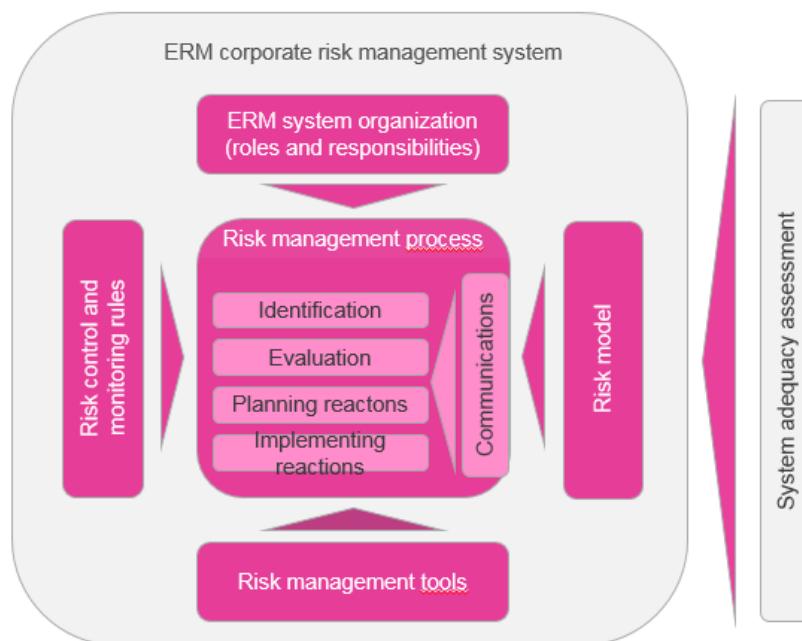 ERM corporate risk management system
ERM system organization
(roles and responsibilities)
Risk control and
monitoring rules
Risk management process
Identification
Evaluation
Planning reactons
Implementing
reactions
Communications
Risk model
Risk management tools
System adequacy assessment